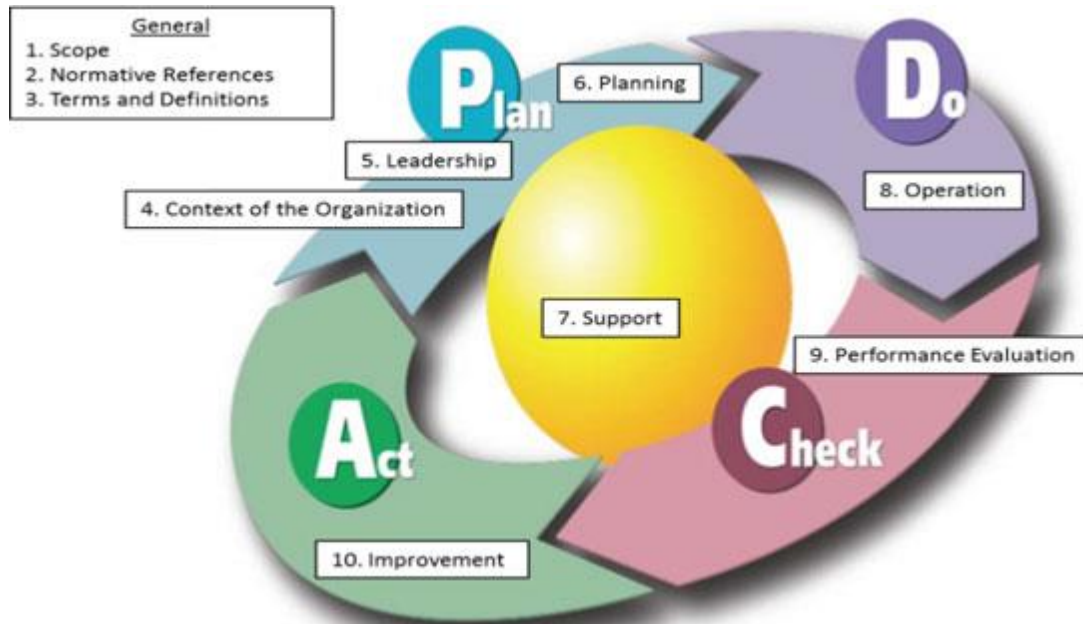 General
1. Scope
2. Normative References
3. Terms and Definitions
Plan
6. Planning
5. Leadership
4. Context of the Organization
Do
8. Operation
7. Support
9. Performance Evaluation
Check
Act
10. Improvement